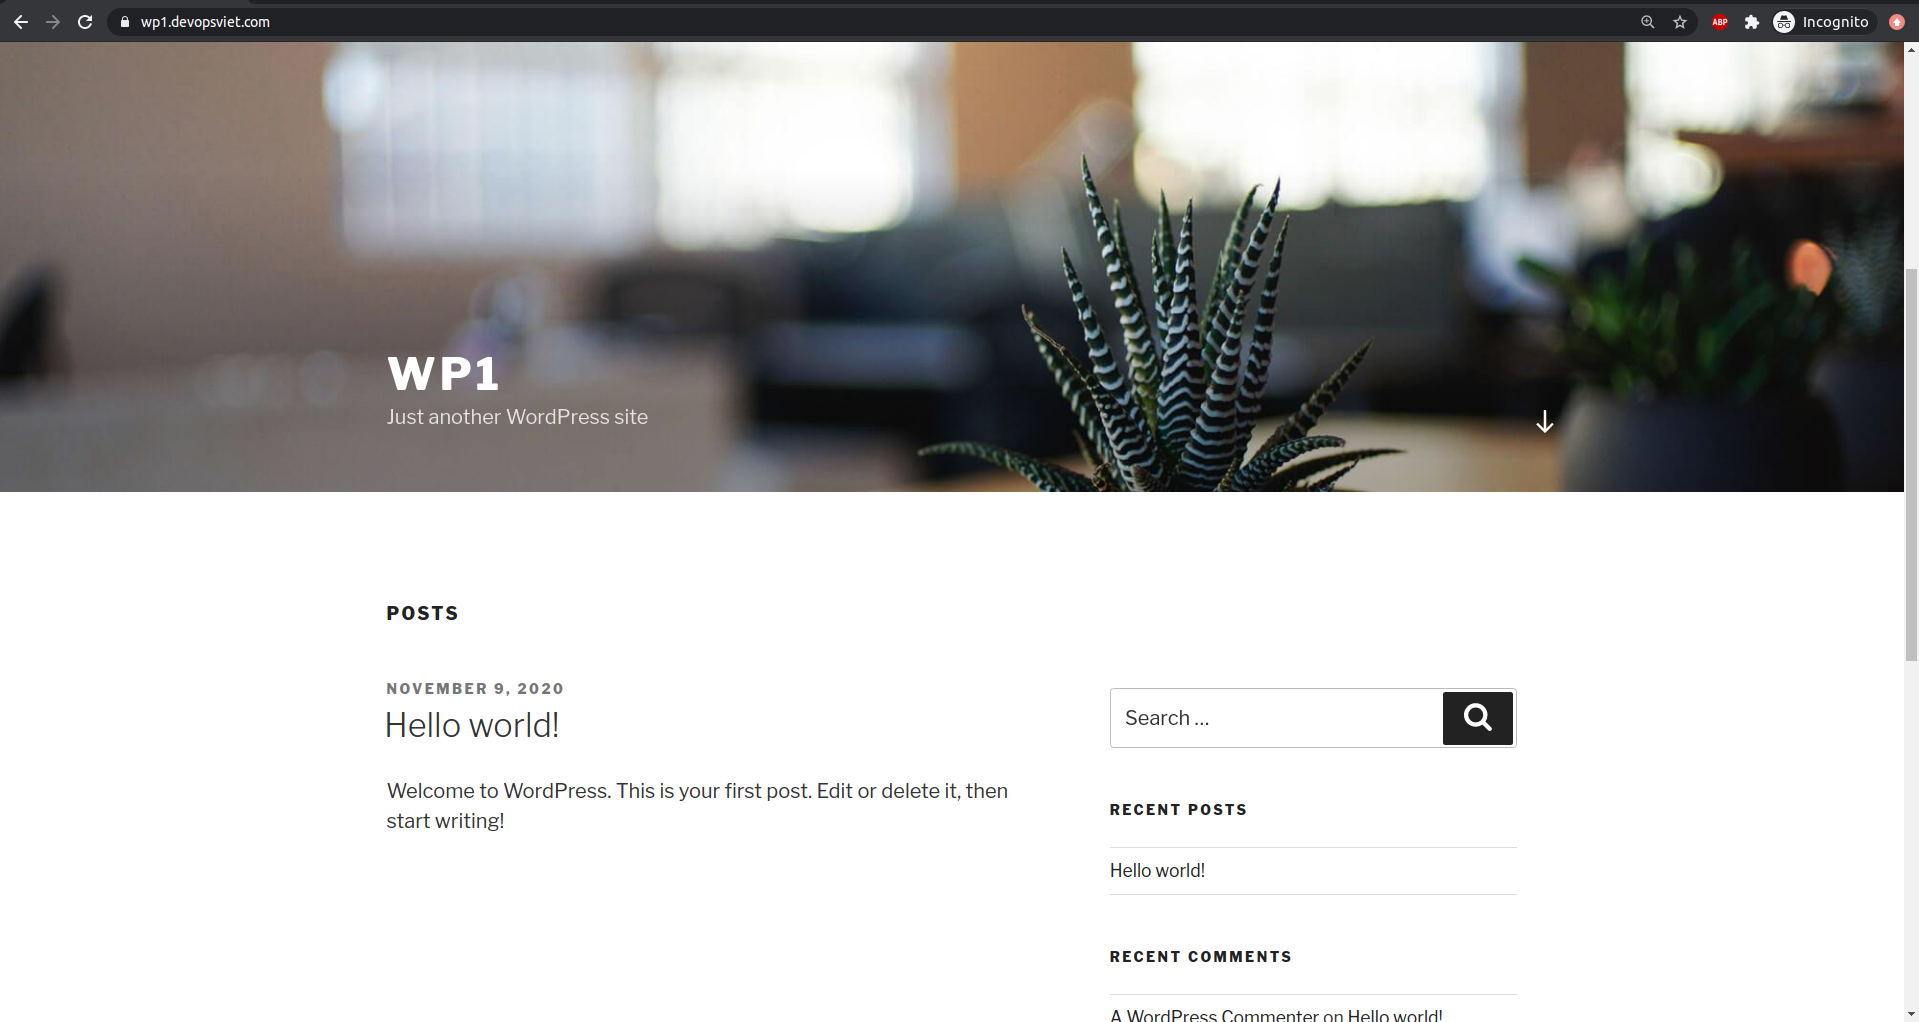 wp1.devopsviet.com
ABP
Incognito
WP1
Just another WordPress site
POSTS
NOVEMBER 9, 2020
Hello world!
Welcome to WordPress. This is your first post. Edit or delete it, then
start writing!
Search …
RECENT POSTS
Hello world!
RECENT COMMENTS
A WordPress Commenter on Hello world!